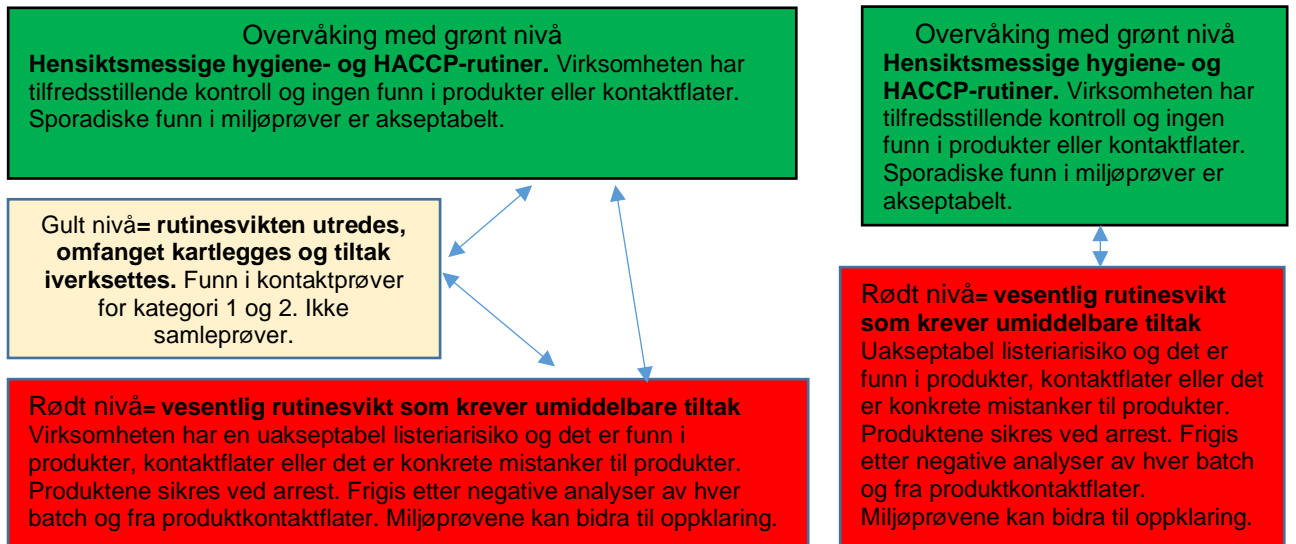 Overvåking med grønt nivå
Hensiktsmessige hygiene- og HACCP-rutiner. Virksomheten har
tilfredsstillende kontroll og ingen funn i produkter eller kontaktflater.
Sporadiske funn i miljøprøver er akseptabelt.
Gult nivå= rutinesvikten utredes,
omfanget kartlegges og tiltak
iverksettes. Funn i kontaktprøver
for kategori 1 og 2. Ikke
samleprøver.
Rødt nivå= vesentlig rutinesvikt som krever umiddelbare tiltak
Virksomheten har en uakseptabel listeriarisiko og det er funn i
produkter, kontaktflater eller det er konkrete mistanker til produkter.
Produktene sikres ved arrest. Frigis etter negative analyser av hver
batch og fra produktkontaktflater. Miljøprøvene kan bidra til oppklaring.
Overvåking med grønt nivå
Hensiktsmessige hygiene- og
HACCP-rutiner. Virksomheten har
tilfredsstillende kontroll og ingen
funn i produkter eller kontaktflater.
Sporadiske funn i miljøprøver er
akseptabelt.
Rødt nivå= vesentlig rutinesvikt
som krever umiddelbare tiltak
Uakseptabel listeriarisiko og det er
funn i produkter, kontaktflater eller det
er konkrete mistanker til produkter.
Produktene sikres ved arrest. Frigis
etter negative analyser av hver batch
og fra produktkontaktflater.
Miljøprøvene kan bidra til oppklaring.